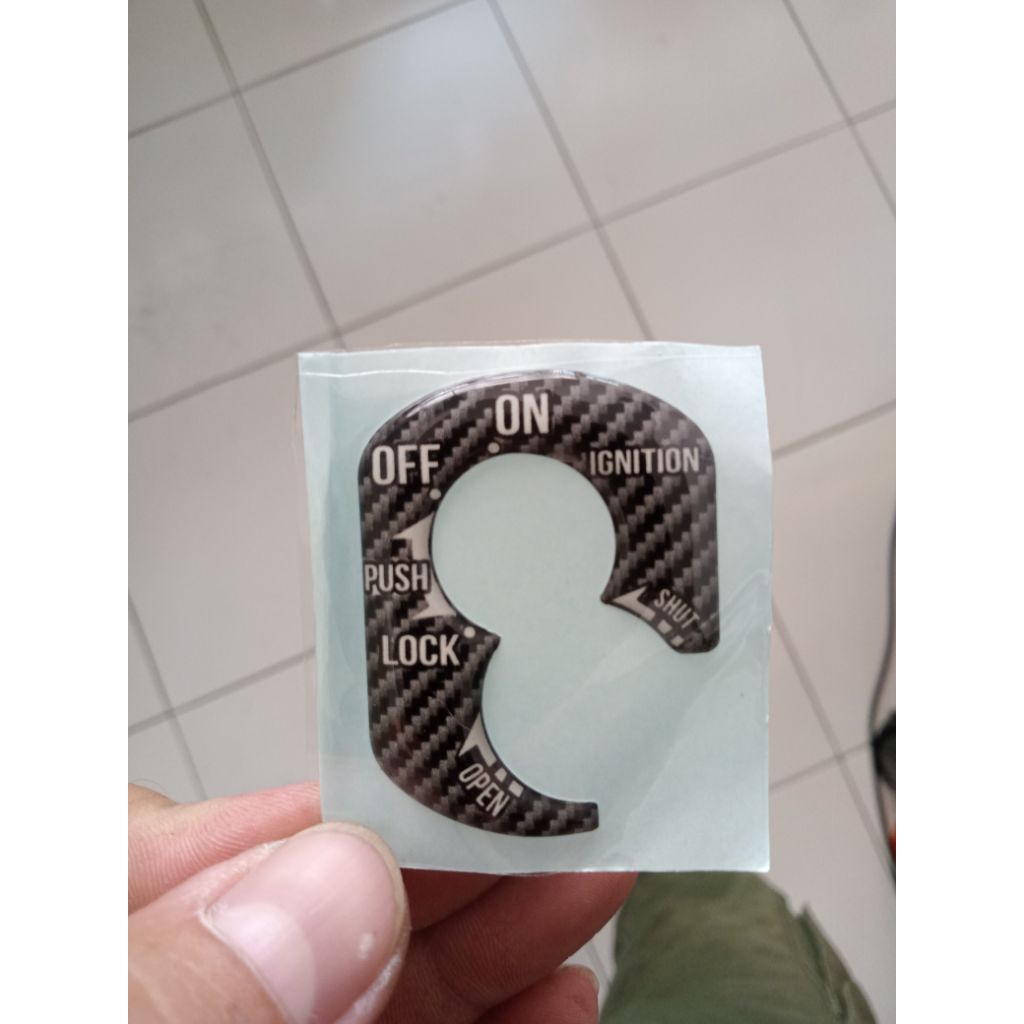 ON
OFF
IGNITION
PUSH
SHUT
LOCK
OPEN